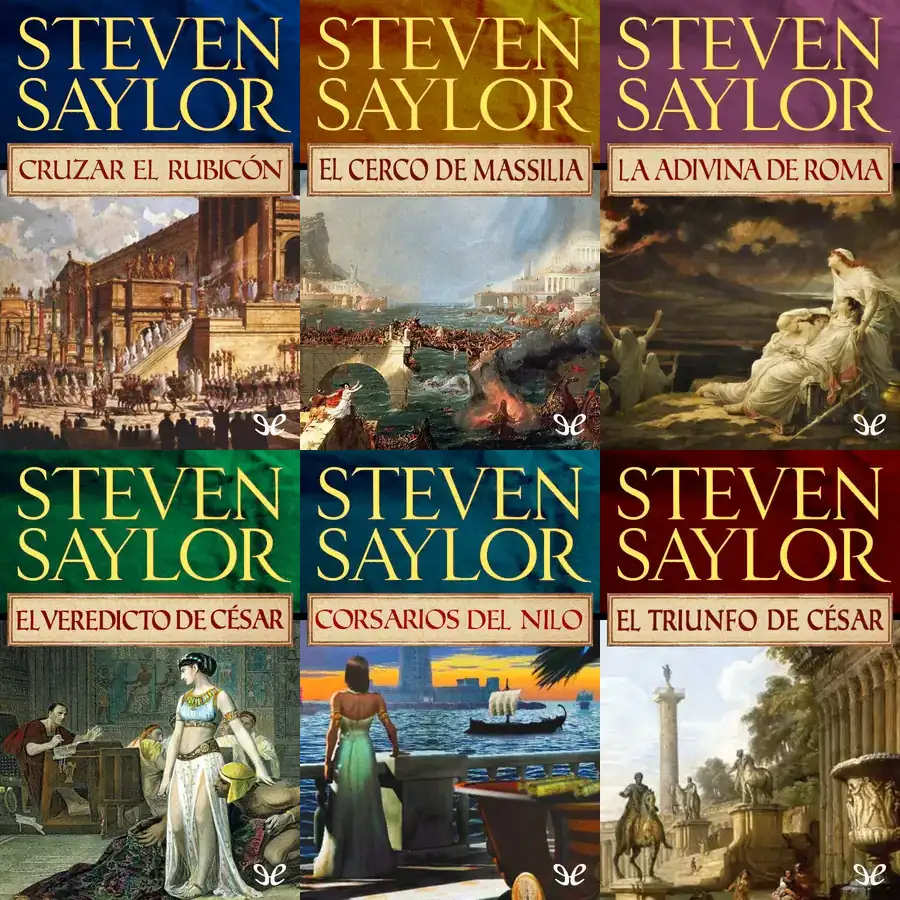 STEVEN
SAYLOR
CRUZAR EL RUBICÓN
STEVEN
SAYLOR
EL CERCO DE MASSILIA
STEVEN
SAYLOR
LA ADIVINA DE ROMA
STEVEN
SAYLOR
EL VEREDICTO DE CÉSAR
STEVEN
SAYLOR
CORSARIOS DEL NILO
STEVEN
SAYLOR
EL TRIUNFO DE CÉSAR